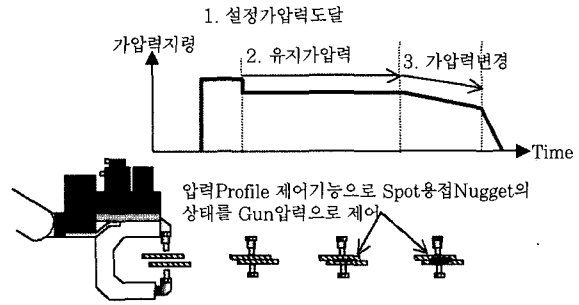 1. 설정가압력도달
가압력지령
2. 유지가압력
3. 가압력변경
Time
압력Profile 제어기능으로 Spot용접Nugget의
상태를 Gun압력으로 제어